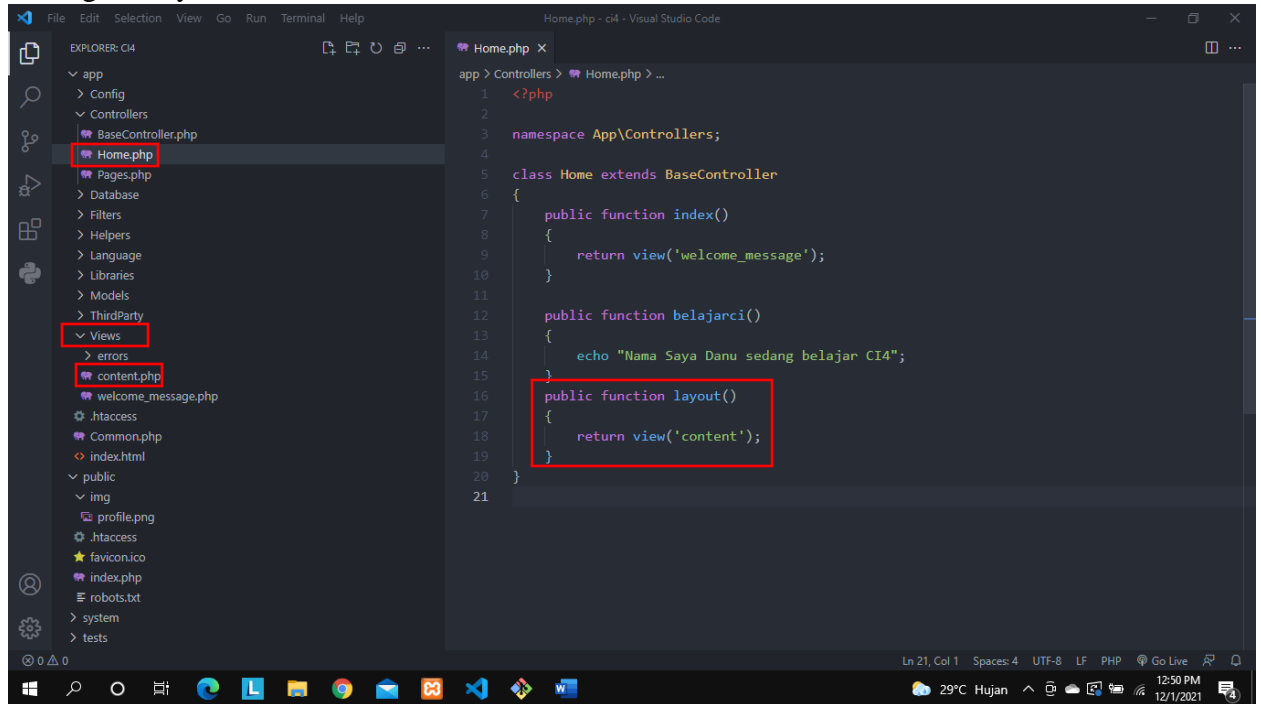 File Edit Selection View Go Run Terminal Help
Home.php - ci4 - Visual Studio Code
EXPLORER: CI4
app
Config
Controllers
BaseController.php
Home.php
Pages.php
Database
Filters
Helpers
Language
Libraries
Models
ThirdParty
Views
errors
content.php
welcome_message.php
.htaccess
Common.php
index.html
public
img
profile.png
.htaccess
favicon.ico
index.php
robots.txt
system
tests
Home.php
app > Controllers > Home.php > ...
1 <?php
2
3 namespace App\Controllers;
4
5 class Home extends BaseController
6 {
7 public function index()
8 {
9 return view('welcome_message');
10 }
11
12 public function belajarci()
13 {
14 echo "Nama Saya Danu sedang belajar CI4";
15 }
16 public function layout()
17 {
18 return view('content');
19 }
20 }
21
0 0
Ln 21, Col 1 Spaces: 4 UTF-8 LF PHP Go Live
29°C Hujan
12:50 PM
12/1/2021
4